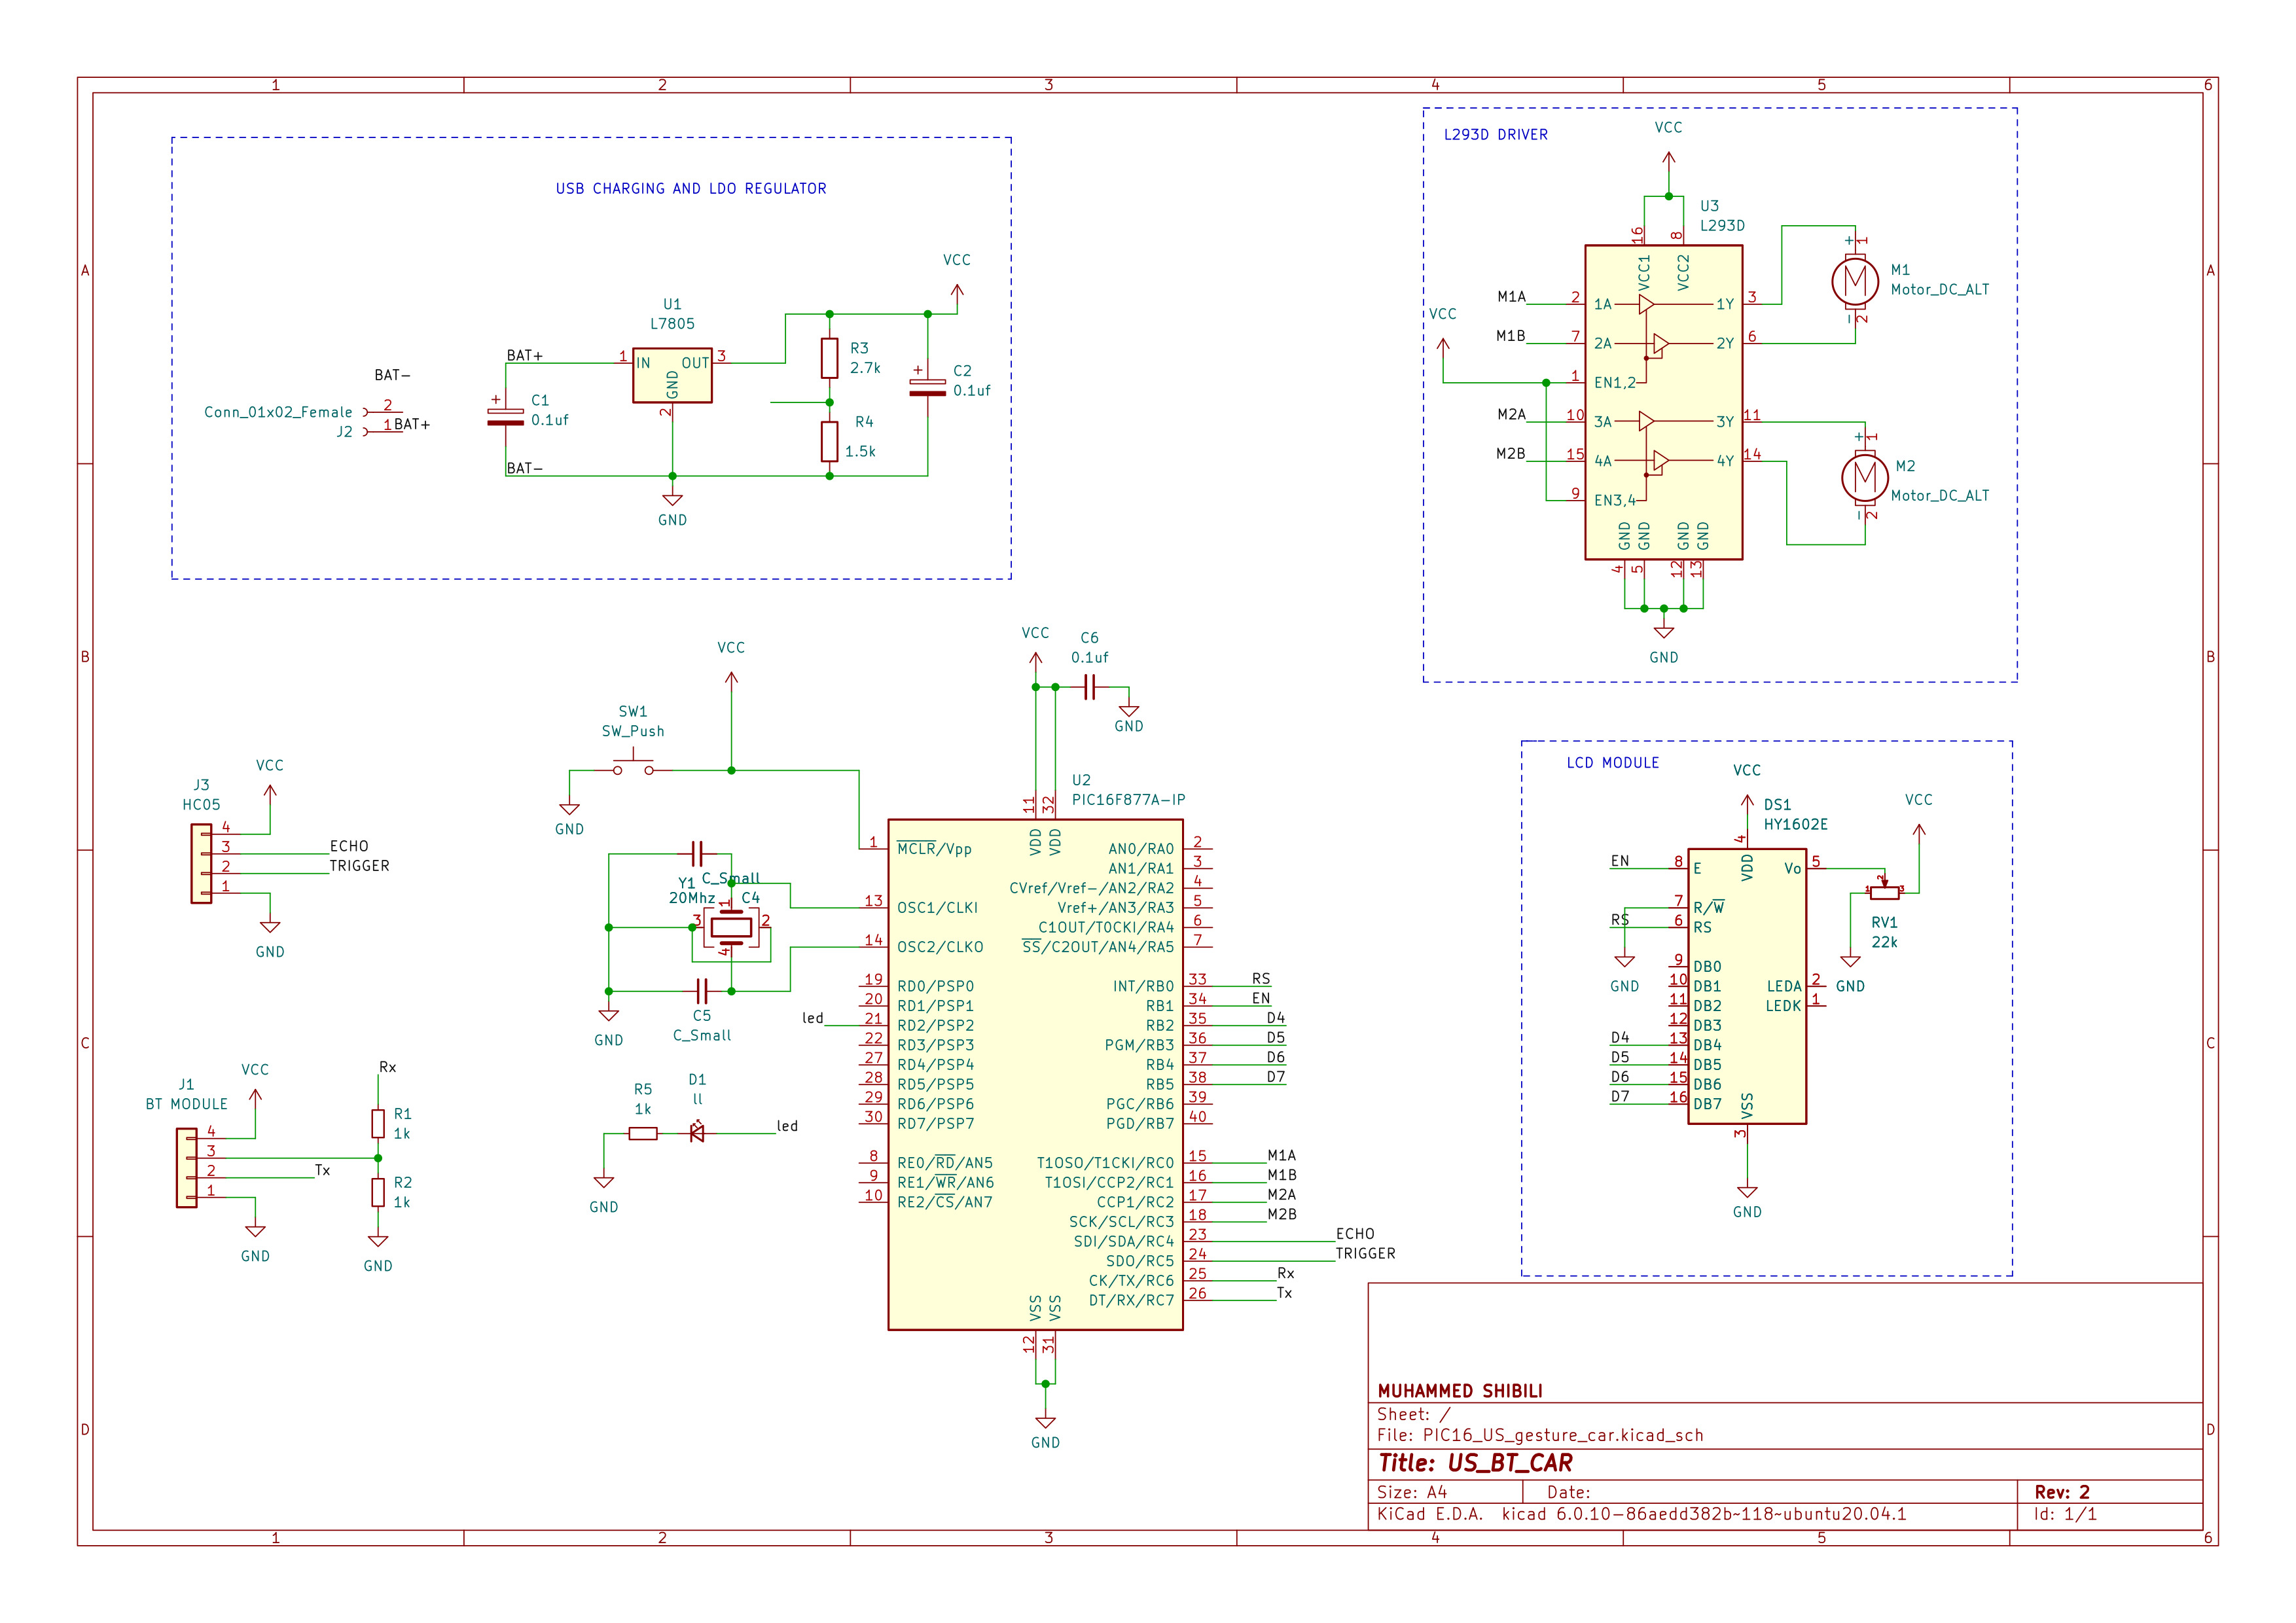 1 2 3 4 5 6
A
B
C
D
A
B
C
D
1 2 3 4 5 6
USB CHARGING AND LDO REGULATOR
VCC
U1
L7805
1 IN OUT 3
GND
2
BAT+
BAT-
Conn_01x02_Female
J2
2
1 BAT+
+
C1
0.1uf
BAT-
GND
R3
2.7k
R4
1.5k
+
C2
0.1uf
L293D DRIVER
VCC
U3
L293D
16 8
VCC1 VCC2
VCC
M1A 2 1A 1Y 3
M1B 7 2A 2Y 6
1 EN1,2
M2A 10 3A 3Y 11
M2B 15 4A 4Y 14
9 EN3,4
GND GND GND GND
4 5 12 13
GND
+ 1
M
M1
Motor_DC_ALT
- 2
+ 1
M
M2
Motor_DC_ALT
- 2
VCC
SW1
SW_Push
GND
VCC
C6
0.1uf
GND
U2
PIC16F877A-IP
11 32
VDD VDD
1 MCLR/Vpp
13 OSC1/CLKI
14 OSC2/CLKO
19 RD0/PSP0
20 RD1/PSP1
led 21 RD2/PSP2
22 RD3/PSP3
27 RD4/PSP4
28 RD5/PSP5
29 RD6/PSP6
30 RD7/PSP7
8 RE0/RD/AN5
9 RE1/WR/AN6
10 RE2/CS/AN7
AN0/RA0 2
AN1/RA1 3
CVref/Vref-/AN2/RA2 4
Vref+/AN3/RA3 5
C1OUT/T0CKI/RA4 6
SS/C2OUT/AN4/RA5 7
INT/RB0 33 RS
RB1 34 EN
RB2 35 D4
PGM/RB3 36 D5
RB4 37 D6
RB5 38 D7
PGC/RB6 39
PGD/RB7 40
T1OSO/T1CKI/RC0 15 M1A
T1OSI/CCP2/RC1 16 M1B
CCP1/RC2 17 M2A
SCK/SCL/RC3 18 M2B
SDI/SDA/RC4 23 ECHO
SDO/RC5 24 TRIGGER
CK/TX/RC6 25 Rx
DT/RX/RC7 26 Tx
VSS VSS
12 31
GND
C_Small
C4
Y1
20Mhz
1
3 2
4
C5
C_Small
GND
R5
1k
D1
ll
led
GND
J3
HC05
VCC
4
3 ECHO
2 TRIGGER
1
GND
J1
BT MODULE
VCC
4
3
2 Tx
1
GND
Rx
R1
1k
R2
1k
GND
LCD MODULE
VCC
DS1
HY1602E
4
VDD
EN 8 E
7 R/W
RS 6 RS
GND
9 DB0
10 DB1
11 DB2
12 DB3
D4 13 DB4
D5 14 DB5
D6 15 DB6
D7 16 DB7
Vo 5
LEDA 2
LEDK 1
VSS
3
GND
VCC
1 2 3
RV1
22k
GND
MUHAMMED SHIBILI
Sheet: /
File: PIC16_US_gesture_car.kicad_sch
Title: US_BT_CAR
Size: A4 Date: Rev: 2
KiCad E.D.A. kicad 6.0.10-86aedd382b~118~ubuntu20.04.1 Id: 1/1